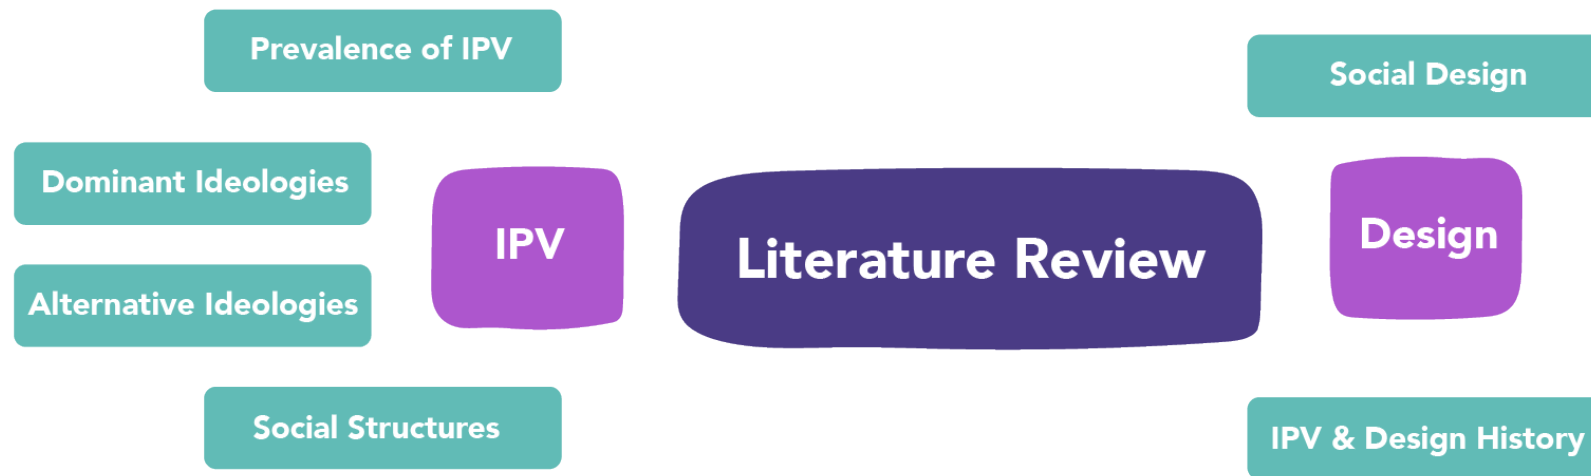 Prevalence of IPV
Social Design
Dominant Ideologies
IPV
Literature Review
Design
Alternative Ideologies
Social Structures
IPV & Design History